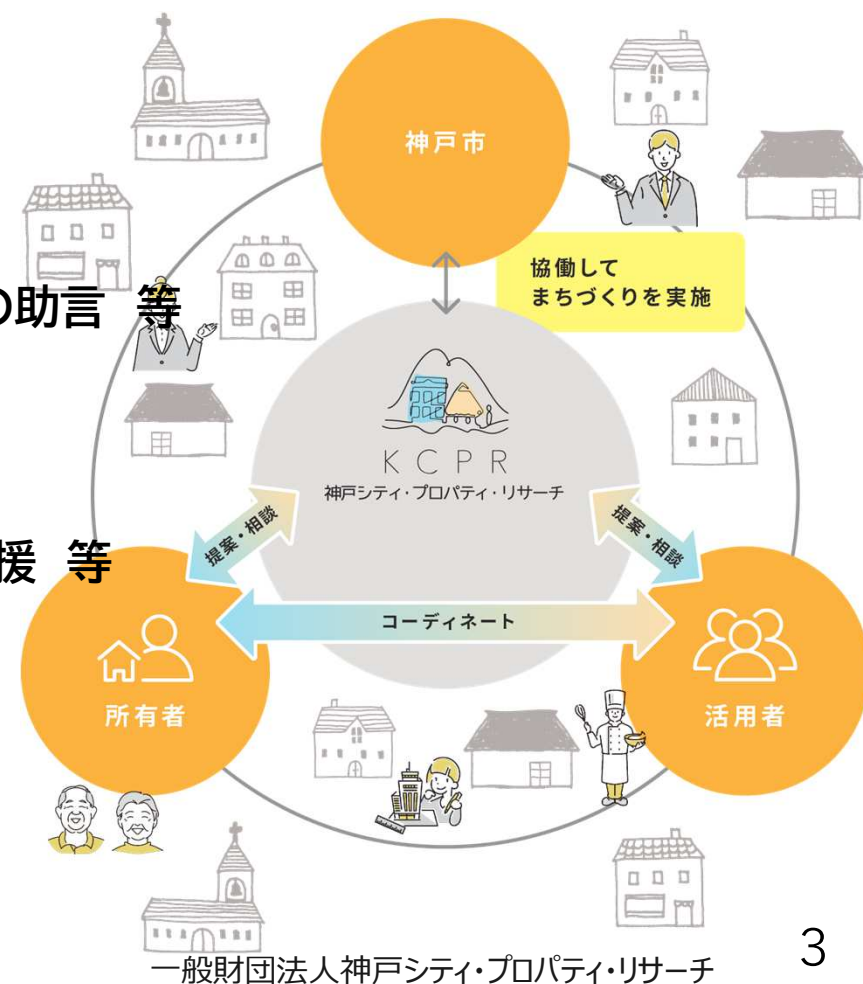 神戸市
協働して
まちづくりを実施
の助言 等
KCPR
神戸シティ・プロパティ・リサーチ
提案・相談
提案・相談
援 等
コーディネート
所有者
活用者
一般財団法人神戸シティ・プロパティ・リサーチ
3